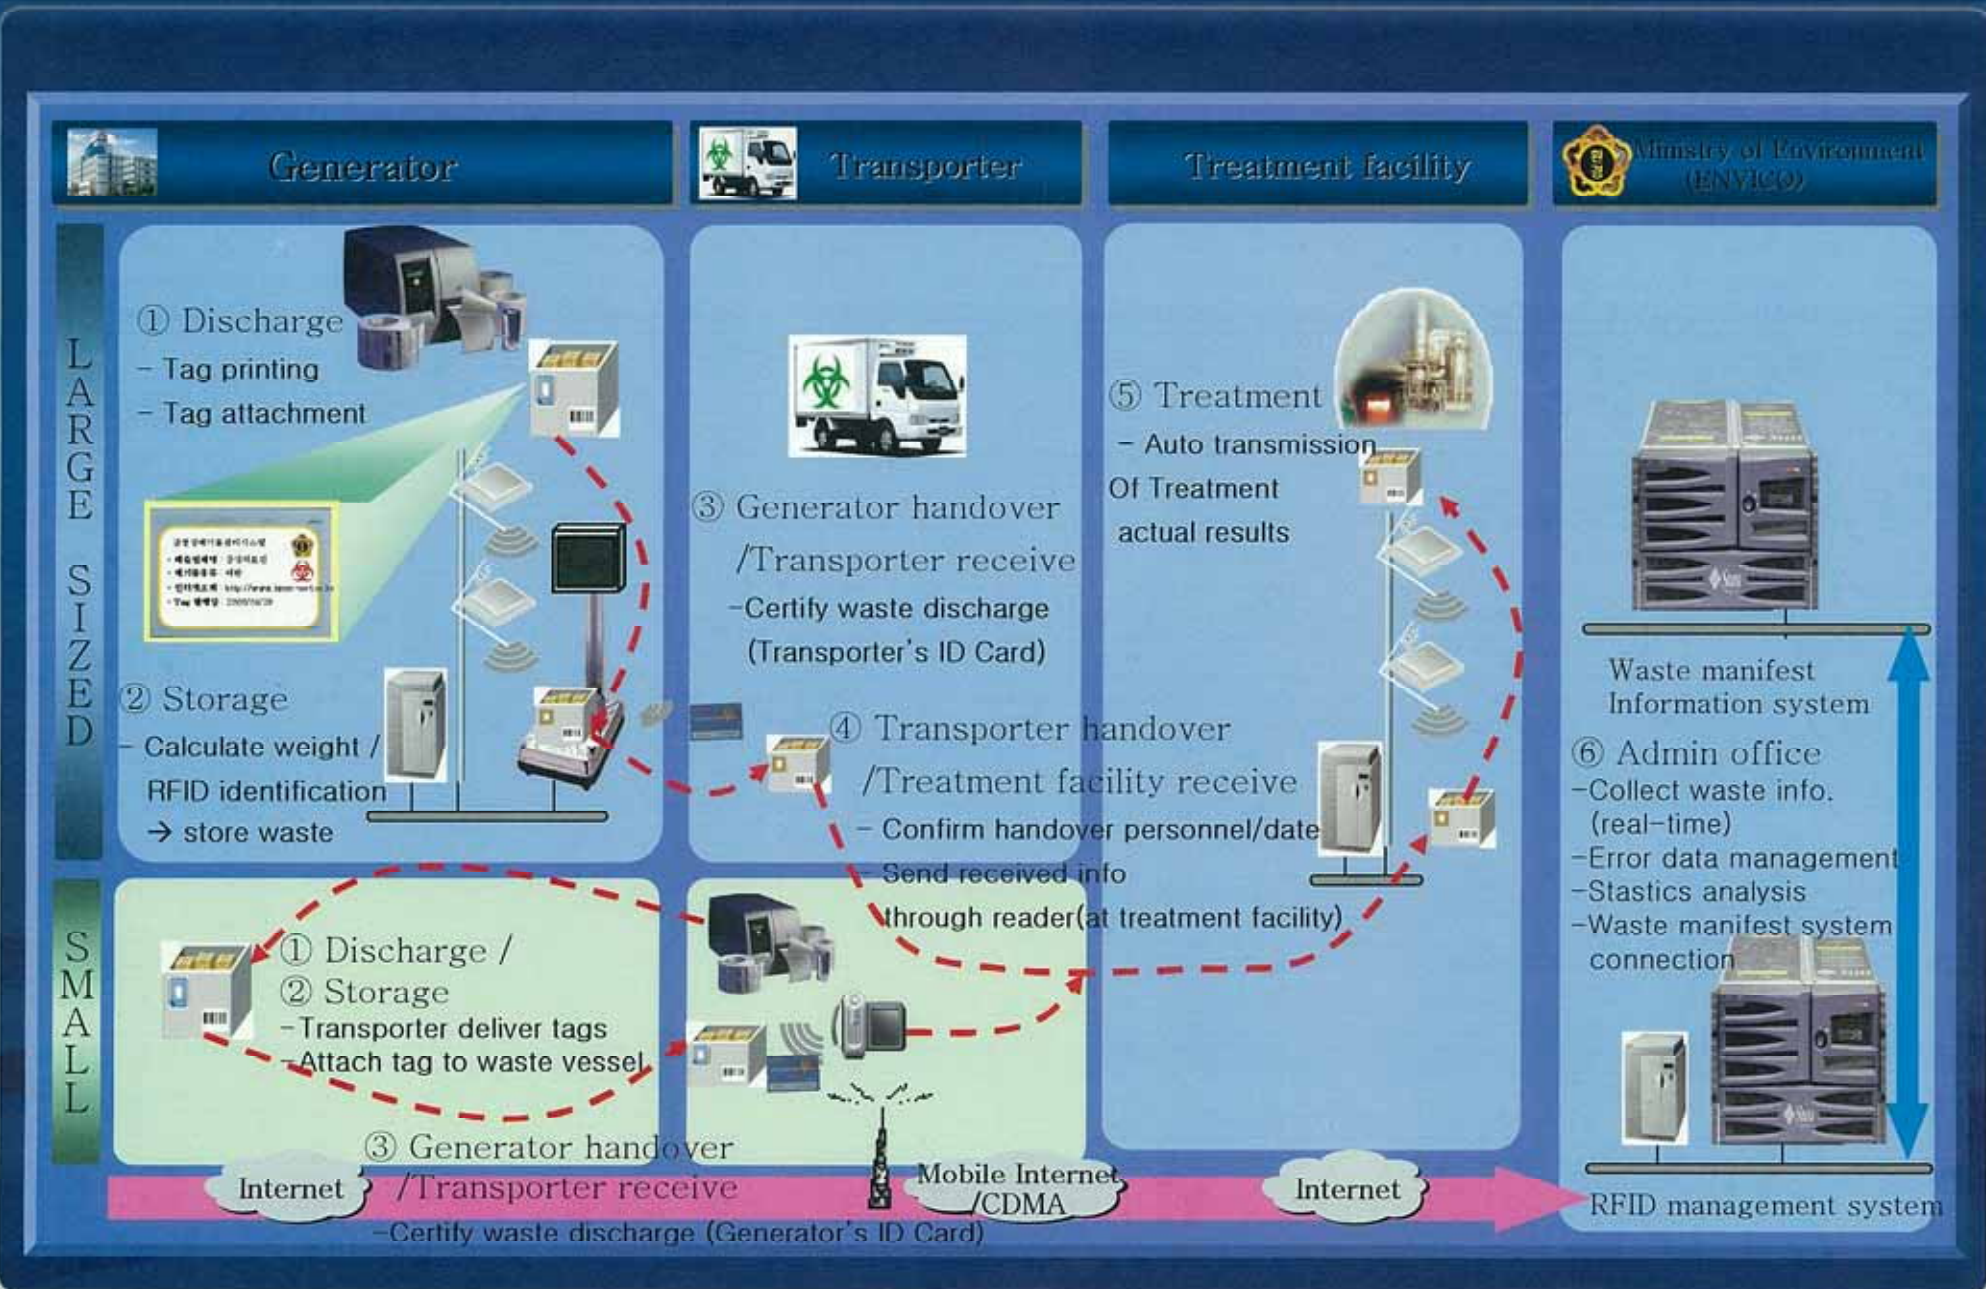 Generator
Transporter
Treatment facility
Ministry of Environment
(ENVICO)
LARGE SIZED
① Discharge
- Tag printing
- Tag attachment
② Storage
- Calculate weight /
RFID identification
→ store waste
③ Generator handover
/Transporter receive
-Certify waste discharge
(Transporter's ID Card)
④ Transporter handover
/Treatment facility receive
- Confirm handover personnel/date
- Send received info
through reader(at treatment facility)
⑤ Treatment
- Auto transmission
Of Treatment
actual results
Waste manifest
Information system
⑥ Admin office
-Collect waste info.
(real-time)
-Error data management
-Stastics analysis
-Waste manifest system
connection
RFID management system
SMALL
① Discharge /
② Storage
-Transporter deliver tags
-Attach tag to waste vessel
③ Generator handover
/Transporter receive
-Certify waste discharge (Generator's ID Card)
Internet
Mobile Internet
/CDMA
Internet